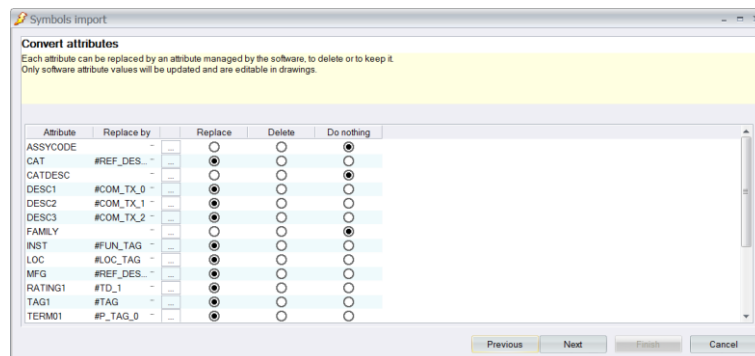 Symbols import
Convert attributes
Each attribute can be replaced by an attribute managed by the software, to delete or to keep it.
Only software attribute values will be updated and are editable in drawings.
Attribute Replace by Replace Delete Do nothing
ASSYCODE ...
CAT #REF_DES... ...
CATDESC ...
DESC1 #COM_TX_0 ...
DESC2 #COM_TX_1 ...
DESC3 #COM_TX_2 ...
FAMILY ...
INST #FUN_TAG ...
LOC #LOC_TAG ...
MFG #REF_DES... ...
RATING1 #TD_1 ...
TAG1 #TAG ...
TERM01 #P_TAG_0 ...
Previous Next Finish Cancel